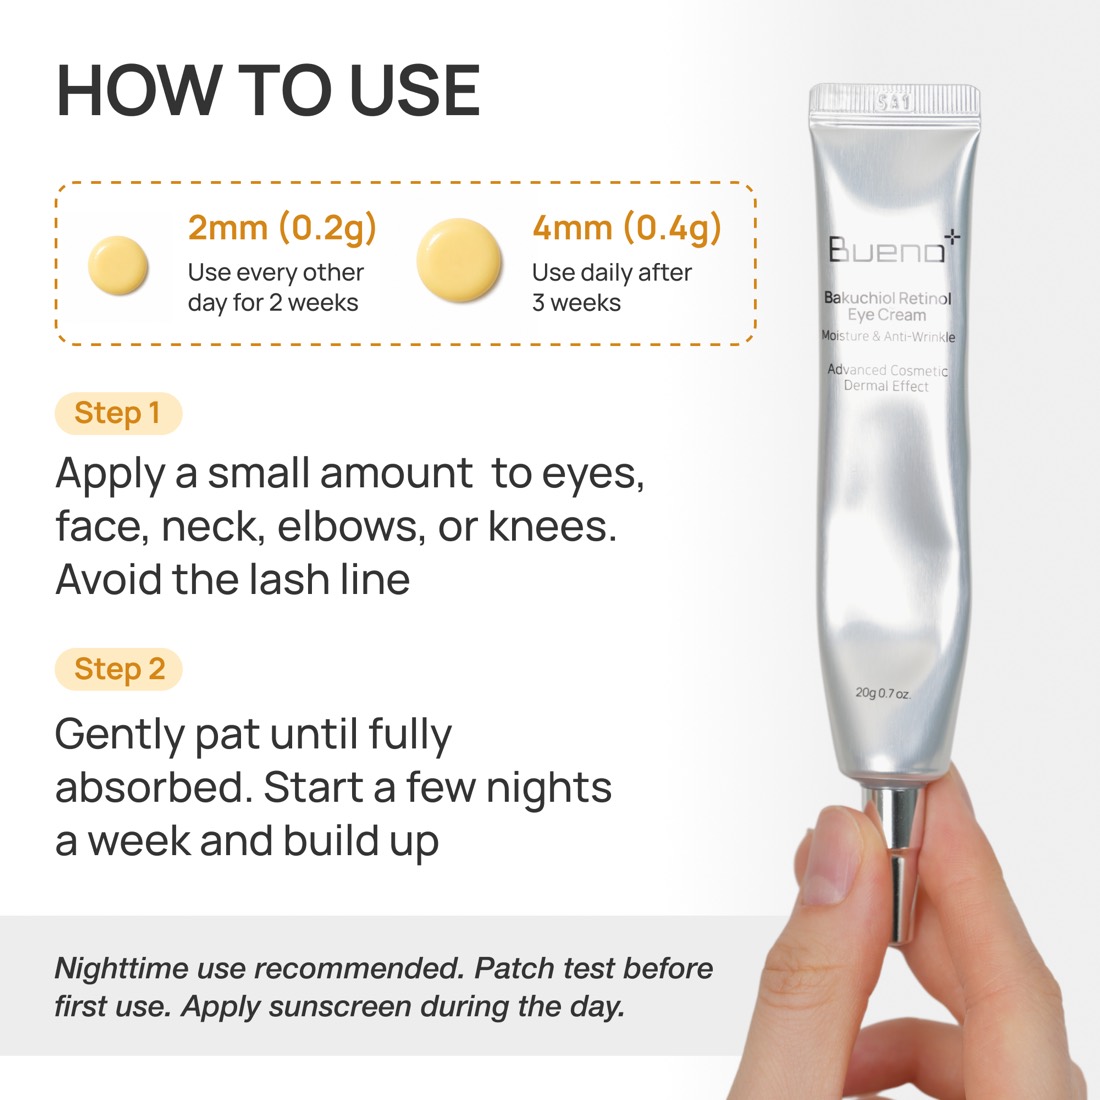 HOW TO USE
2mm (0.2g)
Use every other
day for 2 weeks
4mm (0.4g)
Use daily after
3 weeks
Step 1
Apply a small amount  to eyes,
face, neck, elbows, or knees.
Avoid the lash line
Step 2
Gently pat until fully
absorbed. Start a few nights
a week and build up
Nighttime use recommended. Patch test before
first use. Apply sunscreen during the day.
Bueno+
Bakuchiol Retinol
Eye Cream
Moisture & Anti-Wrinkle
Advanced Cosmetic
Dermal Effect
20g 0.7 oz.